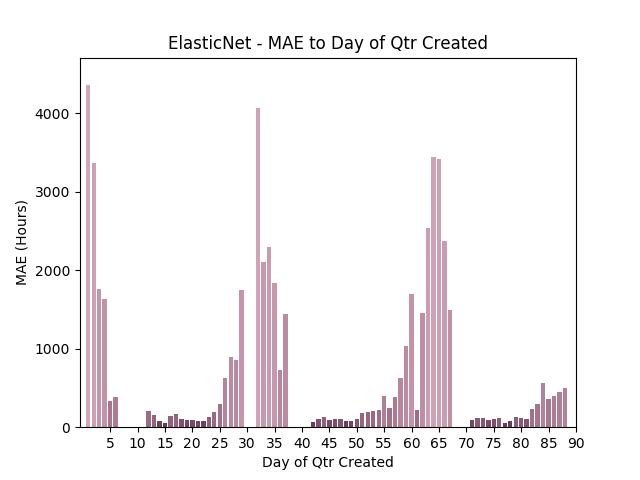 ElasticNet - MAE to Day of Qtr Created
MAE (Hours)
4000
3000
2000
1000
0
5 10 15 20 25 30 35 40 45 50 55 60 65 70 75 80 85 90
Day of Qtr Created